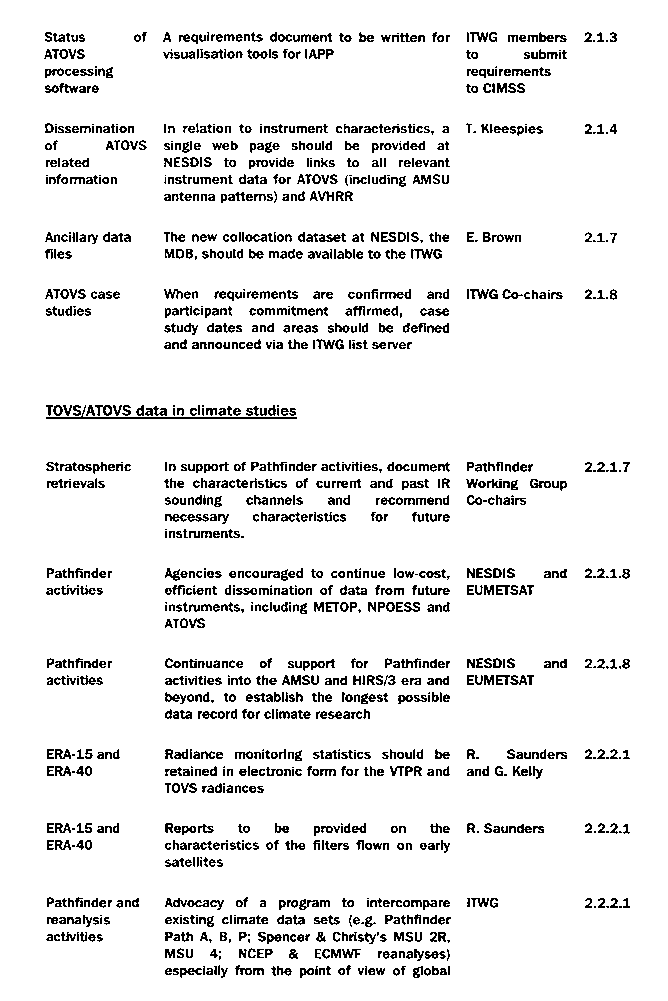 Status of ATOVS processing software
A requirements document to be written for visualisation tools for IAPP
ITWG members to submit requirements to CIMSS
2.1.3
Dissemination of ATOVS related information
In relation to instrument characteristics, a single web page should be provided at NESDIS to provide links to all relevant instrument data for ATOVS (including AMSU antenna patterns) and AVHRR
T. Kleespies
2.1.4
Ancillary data files
The new collocation dataset at NESDIS, the MDB, should be made available to the ITWG
E. Brown
2.1.7
ATOVS case studies
When requirements are confirmed and participant commitment affirmed, case study dates and areas should be defined and announced via the ITWG list server
ITWG Co-chairs
2.1.8
TOVS/ATOVS data in climate studies
Stratospheric retrievals
In support of Pathfinder activities, document the characteristics of current and past IR sounding channels and recommend necessary characteristics for future instruments.
Pathfinder Working Group Co-chairs
2.2.1.7
Pathfinder activities
Agencies encouraged to continue low-cost, efficient dissemination of data from future instruments, including METOP, NPOESS and ATOVS
NESDIS and EUMETSAT
2.2.1.8
Pathfinder activities
Continuance of support for Pathfinder activities into the AMSU and HIRS/3 era and beyond, to establish the longest possible data record for climate research
NESDIS and EUMETSAT
2.2.1.8
ERA-15 and ERA-40
Radiance monitoring statistics should be retained in electronic form for the VTPR and TOVS radiances
R. Saunders and G. Kelly
2.2.2.1
ERA-15 and ERA-40
Reports to be provided on the characteristics of the filters flown on early satellites
R. Saunders
2.2.2.1
Pathfinder and reanalysis activities
Advocacy of a program to intercompare existing climate data sets (e.g. Pathfinder Path A, B, P; Spencer & Christy's MSU 2R, MSU 4; NCEP & ECMWF reanalyses) especially from the point of view of global
ITWG
2.2.2.1